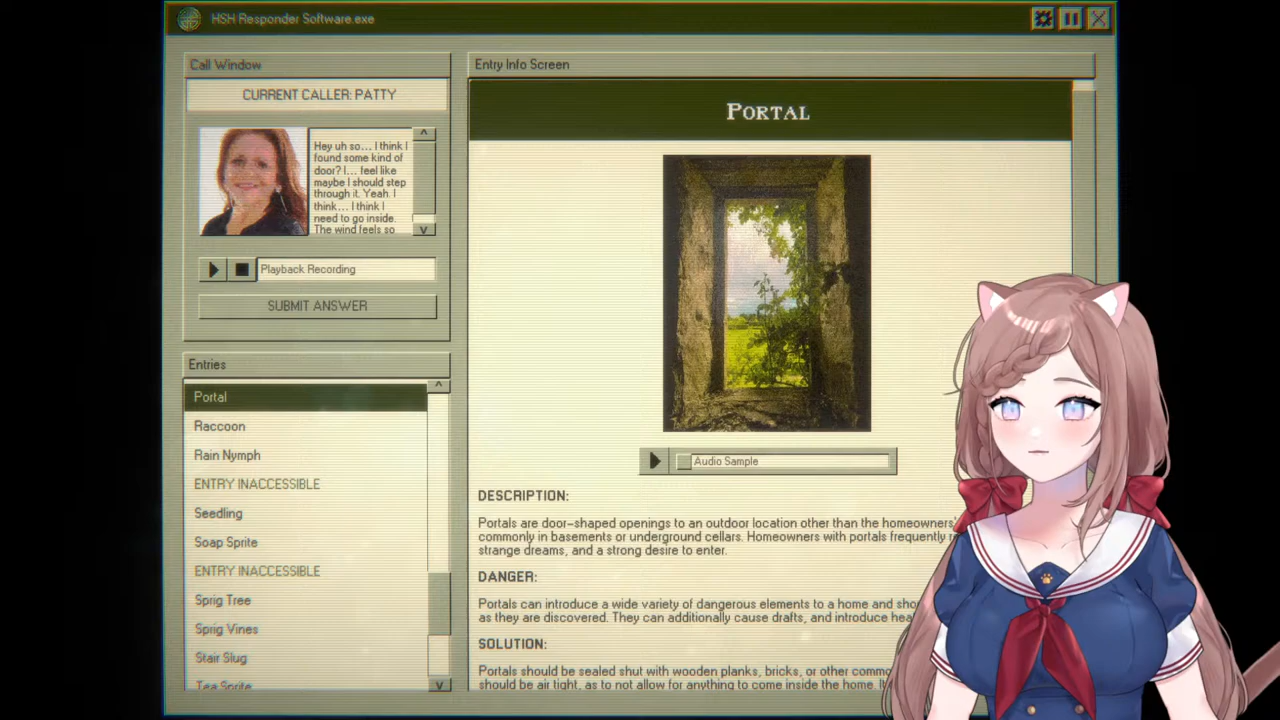 HSH Responder Software.exe
Call Window
CURRENT CALLER: PATTY
Hey uh so... I think I
found some kind of
door? I... feel like
maybe I should step
through it. Yeah. I
think... I think I
need to go inside.
The wind feels so
Playback Recording
SUBMIT ANSWER
Entries
Portal
Raccoon
Rain Nymph
ENTRY INACCESSIBLE
Seedling
Soap Sprite
ENTRY INACCESSIBLE
Sprig Tree
Sprig Vines
Stair Slug
Tea Sprite
Entry Info Screen
PORTAL
Audio Sample
DESCRIPTION:
Portals are door-shaped openings to an outdoor location other than the homeowners'
commonly in basements or underground cellars. Homeowners with portals frequently
strange dreams, and a strong desire to enter.
DANGER:
Portals can introduce a wide variety of dangerous elements to a home and
as they are discovered. They can additionally cause drafts, and introduce
SOLUTION:
Portals should be sealed shut with wooden planks, bricks, or other
should be air tight, as to not allow for anything to come inside the home.